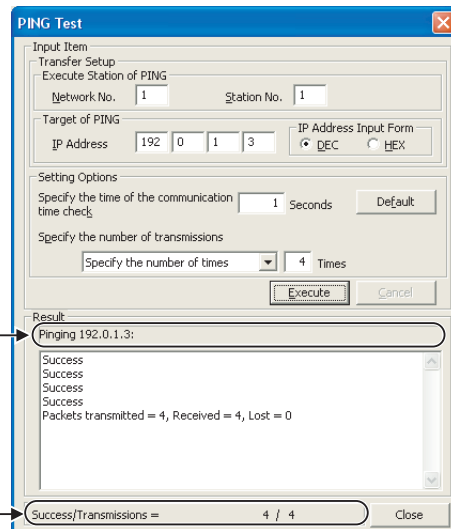 PING Test
Input Item
Transfer Setup
Execute Station of PING
Network No. 1 Station No. 1
Target of PING
IP Address 192 0 1 3
IP Address Input Form
DEC HEX
Setting Options
Specify the time of the communication
time check 1 Seconds Default
Specify the number of transmissions
Specify the number of times 4 Times
Execute Cancel
Result
Pinging 192.0.1.3:
Success
Success
Success
Success
Packets transmitted = 4, Received = 4, Lost = 0
Success/Transmissions = 4 / 4 Close